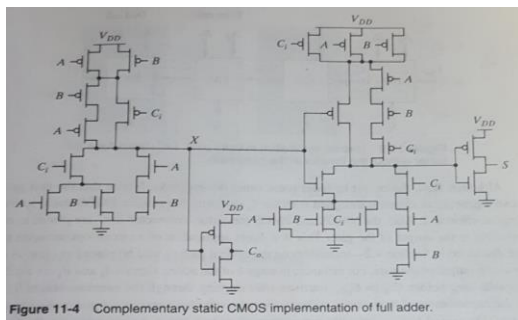 V_DD
A
B
B
C_i
A
X
C_i
A
A
B
B
V_DD
C_o
V_DD
C_i
A
B
A
B
C_i
V_DD
S
C_i
A
B
C_i
A
B
Figure 11-4 Complementary static CMOS implementation of full adder.